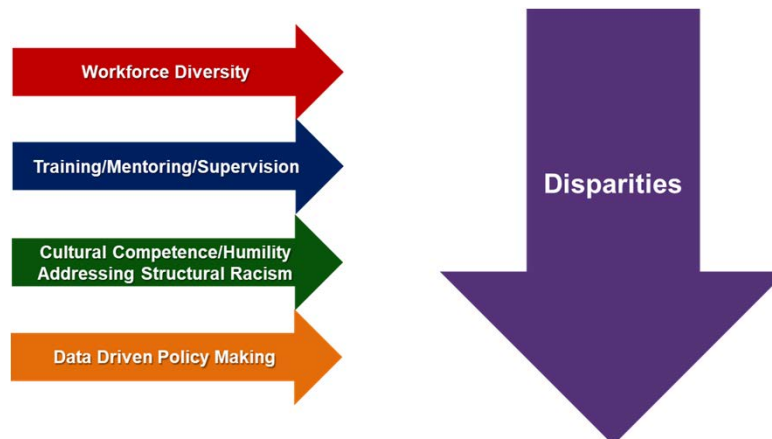 Workforce Diversity
Training/Mentoring/Supervision
Cultural Competence/Humility
Addressing Structural Racism
Data Driven Policy Making
Disparities